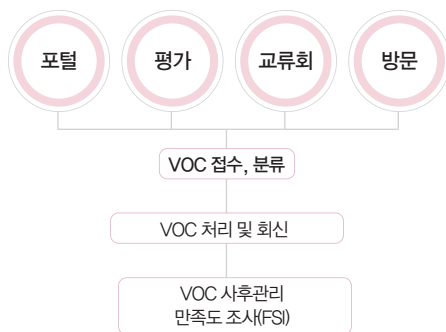 포털
평가
교류회
방문
VOC 접수, 분류
VOC 처리 및 회신
VOC 사후관리
만족도 조사(FSI)